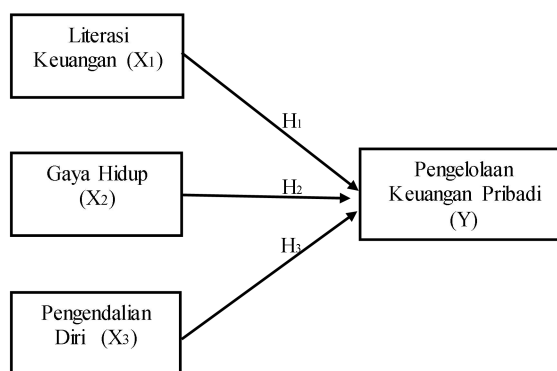 Literasi
Keuangan (X1)
H1
Gaya Hidup
(X2)
H2
Pengelolaan
Keuangan Pribadi
(Y)
H3
Pengendalian
Diri (X3)